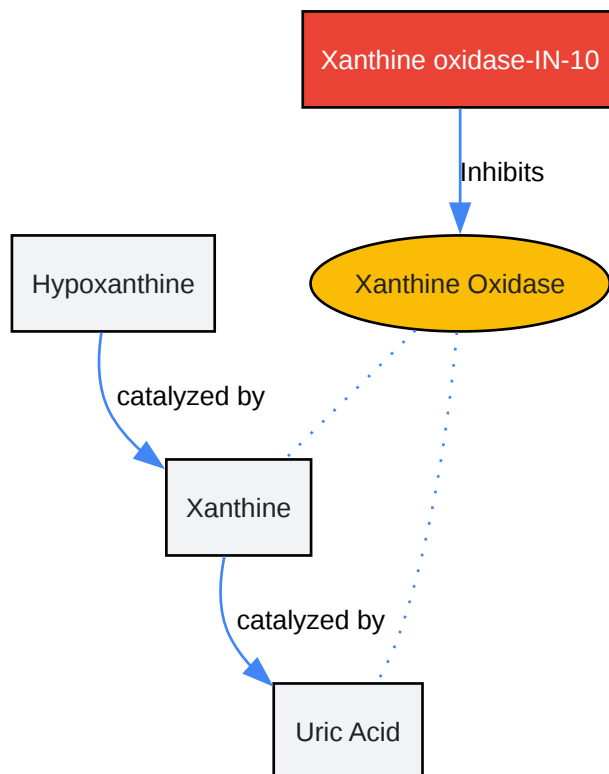 Xanthine oxidase-IN-10
Inhibits
Hypoxanthine
Xanthine Oxidase
catalyzed by
Xanthine
catalyzed by
Uric Acid